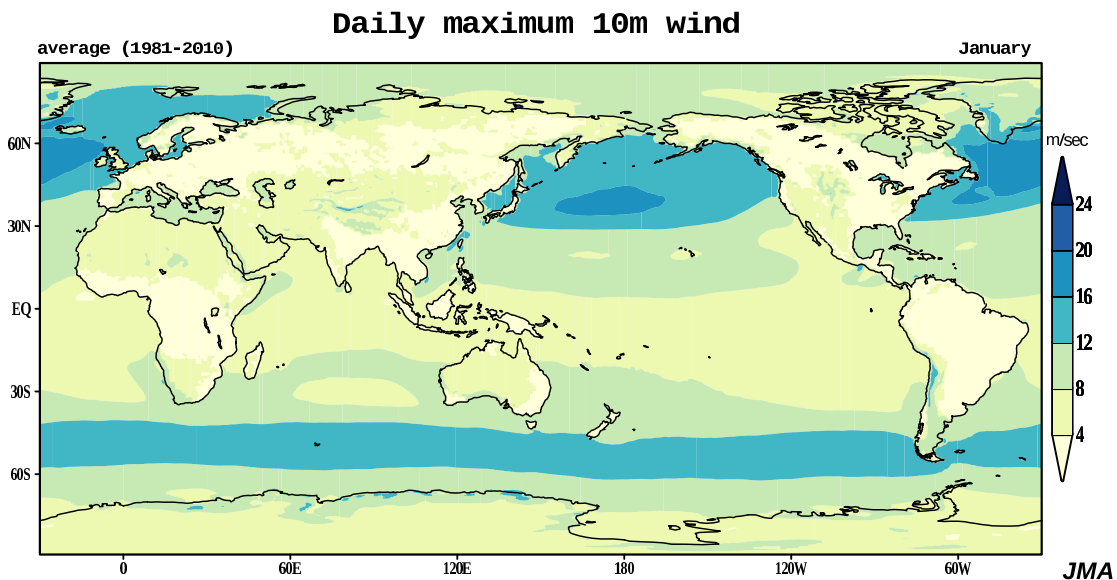 Daily maximum 10m wind
average (1981-2010) January
60N
30N
EQ
30S
60S
m/sec
24
20
16
12
8
4
0 60E 120E 180 120W 60W
JMA